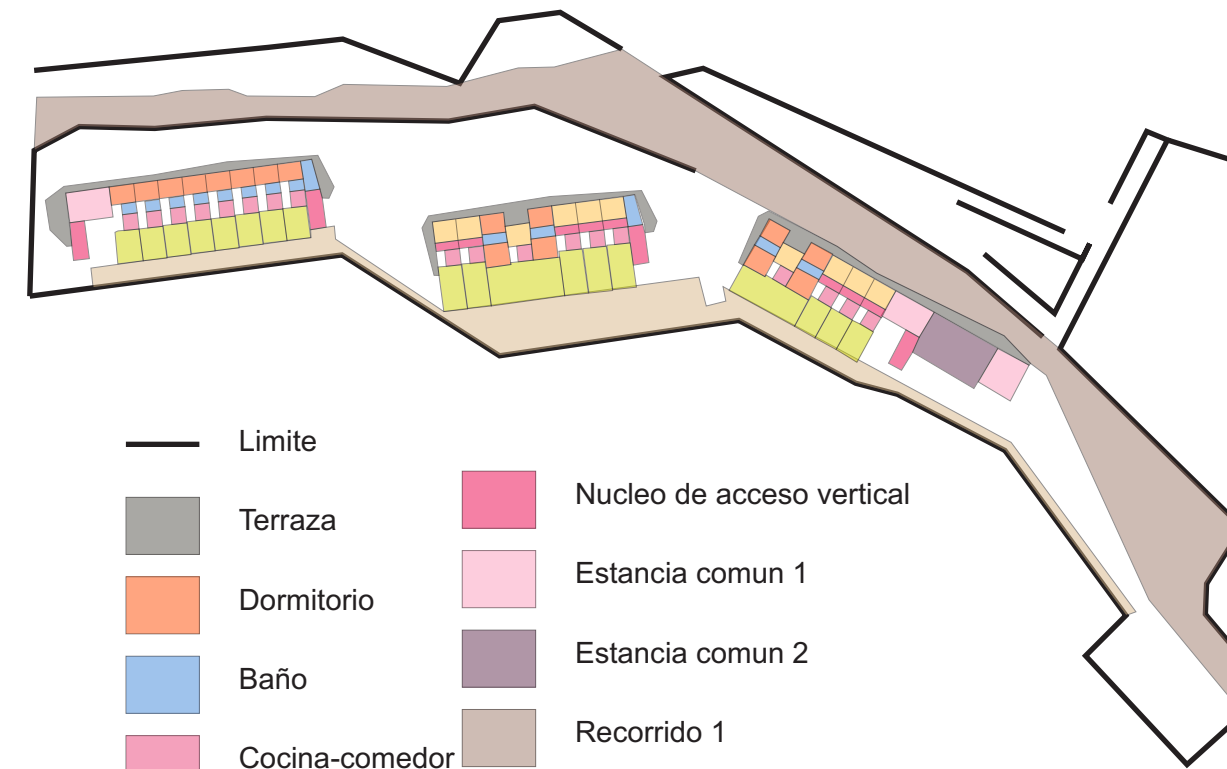 Limite
Terraza
Dormitorio
Baño
Cocina-comedor
Nucleo de acceso vertical
Estancia comun 1
Estancia comun 2
Recorrido 1